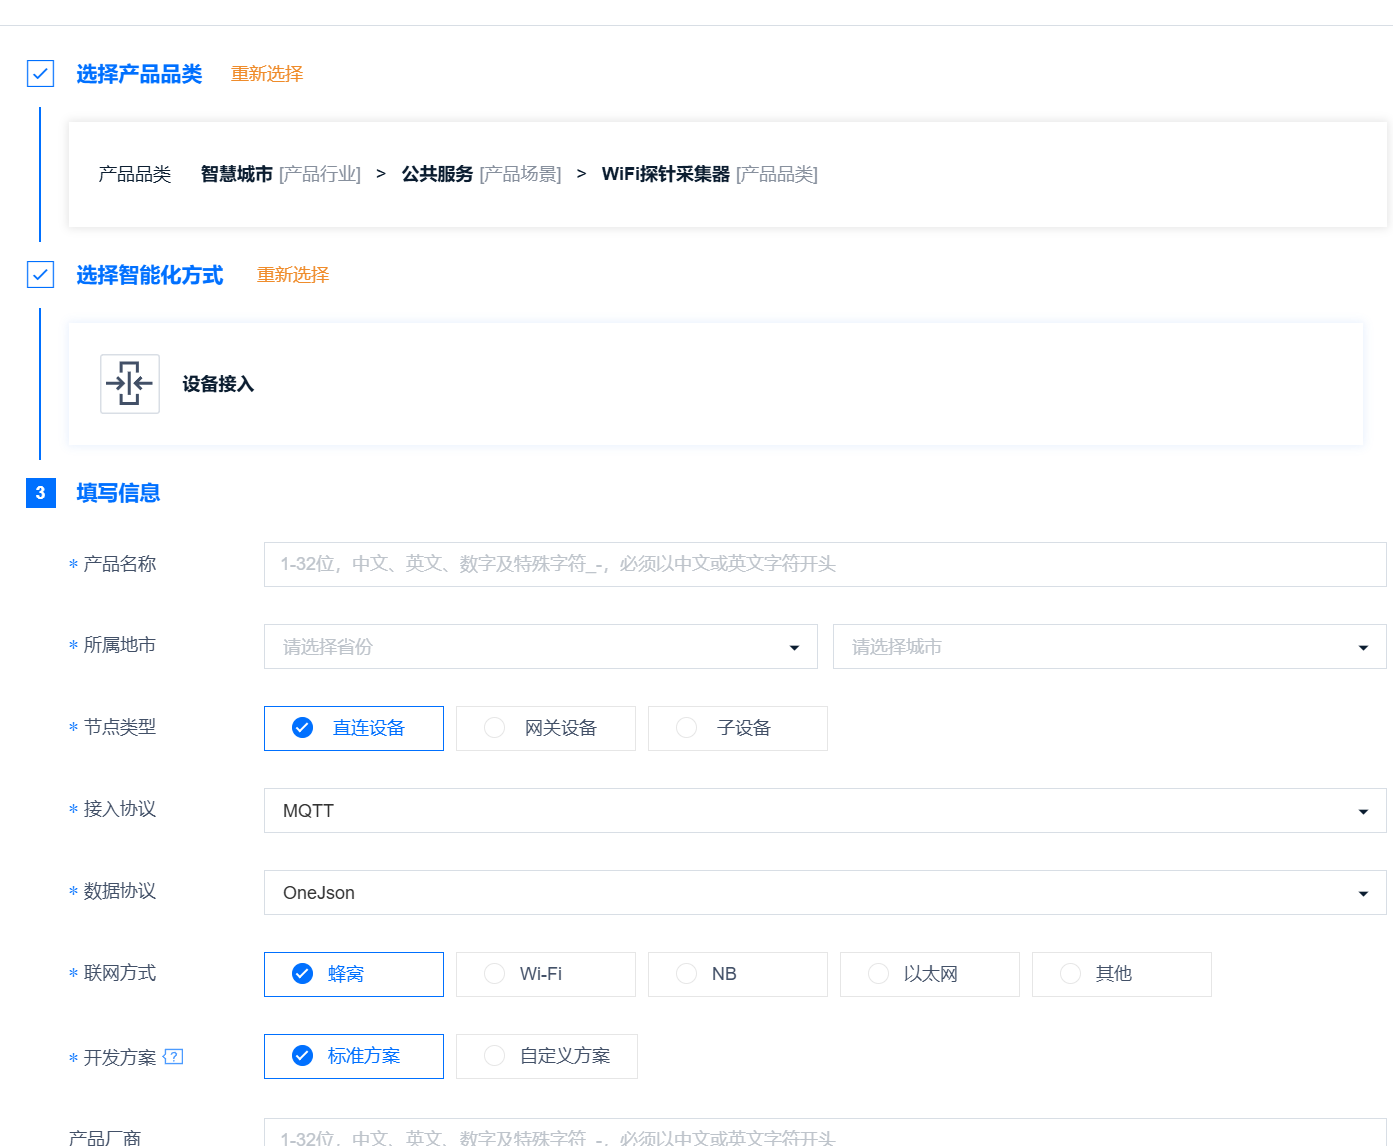 选择产品品类 重新选择
产品品类 智慧城市 [产品行业] > 公共服务 [产品场景] > WiFi探针采集器 [产品品类]
选择智能化方式 重新选择
设备接入
3 填写信息
* 产品名称 1-32位，中文、英文、数字及特殊字符_-，必须以中文或英文字符开头
* 所属地市 请选择省份 请选择城市
* 节点类型 直连设备 网关设备 子设备
* 接入协议 MQTT
* 数据协议 OneJson
* 联网方式 蜂窝 Wi-Fi NB 以太网 其他
* 开发方案 ? 标准方案 自定义方案
产品厂商 1-32位，中文、英文、数字及特殊字符_-，必须以中文或英文字符开头